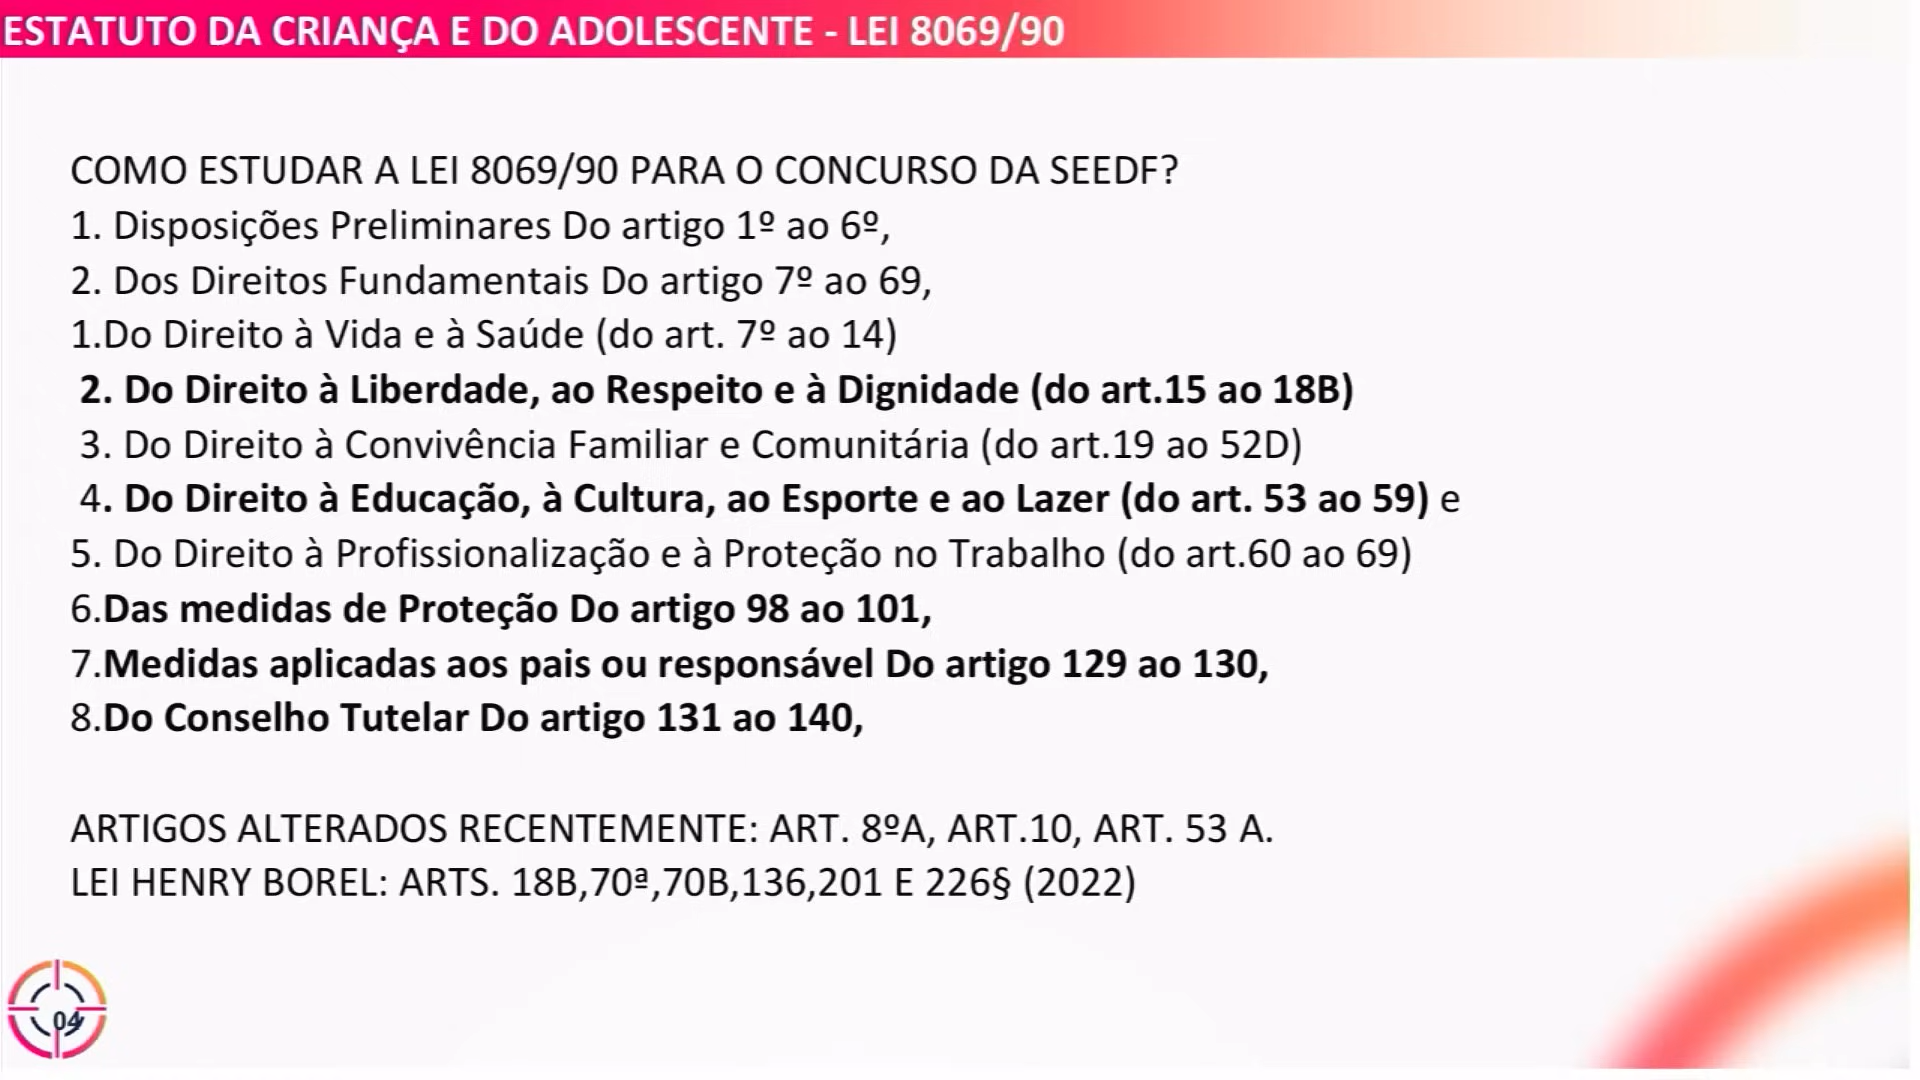 ESTATUTO DA CRIANÇA E DO ADOLESCENTE - LEI 8069/90
COMO ESTUDAR A LEI 8069/90 PARA O CONCURSO DA SEEDF?
1. Disposições Preliminares Do artigo 1º ao 6º,
2. Dos Direitos Fundamentais Do artigo 7º ao 69,
1.Do Direito à Vida e à Saúde (do art. 7º ao 14)
2. Do Direito à Liberdade, ao Respeito e à Dignidade (do art.15 ao 18B)
3. Do Direito à Convivência Familiar e Comunitária (do art.19 ao 52D)
4. Do Direito à Educação, à Cultura, ao Esporte e ao Lazer (do art. 53 ao 59) e
5. Do Direito à Profissionalização e à Proteção no Trabalho (do art.60 ao 69)
6.Das medidas de Proteção Do artigo 98 ao 101,
7.Medidas aplicadas aos pais ou responsável Do artigo 129 ao 130,
8.Do Conselho Tutelar Do artigo 131 ao 140,
ARTIGOS ALTERADOS RECENTEMENTE: ART. 8ºA, ART.10, ART. 53 A.
LEI HENRY BOREL: ARTS. 18B,70ª,70B,136,201 E 226§ (2022)
04